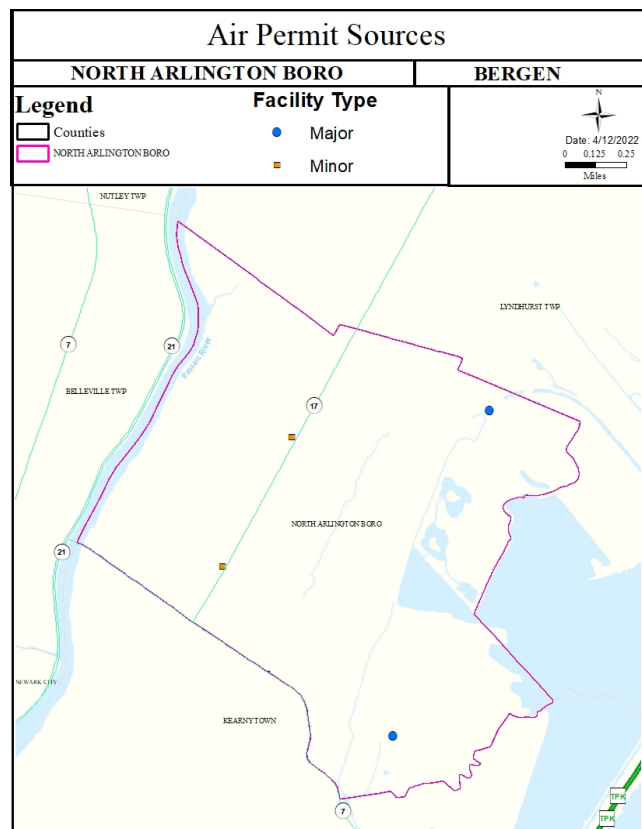 Air Permit Sources
NORTH ARLINGTON BORO
BERGEN
Legend
Counties
NORTH ARLINGTON BORO
Facility Type
Major
Minor
N
Date: 4/12/2022
0 0.125 0.25
Miles
NUTLEY TWP
LYNDHURST TWP
7
21
Passaic River
BELLEVILLE TWP
17
NORTH ARLINGTON BORO
21
NEWARK CITY
KEARNY TOWN
7
TPK
TPK